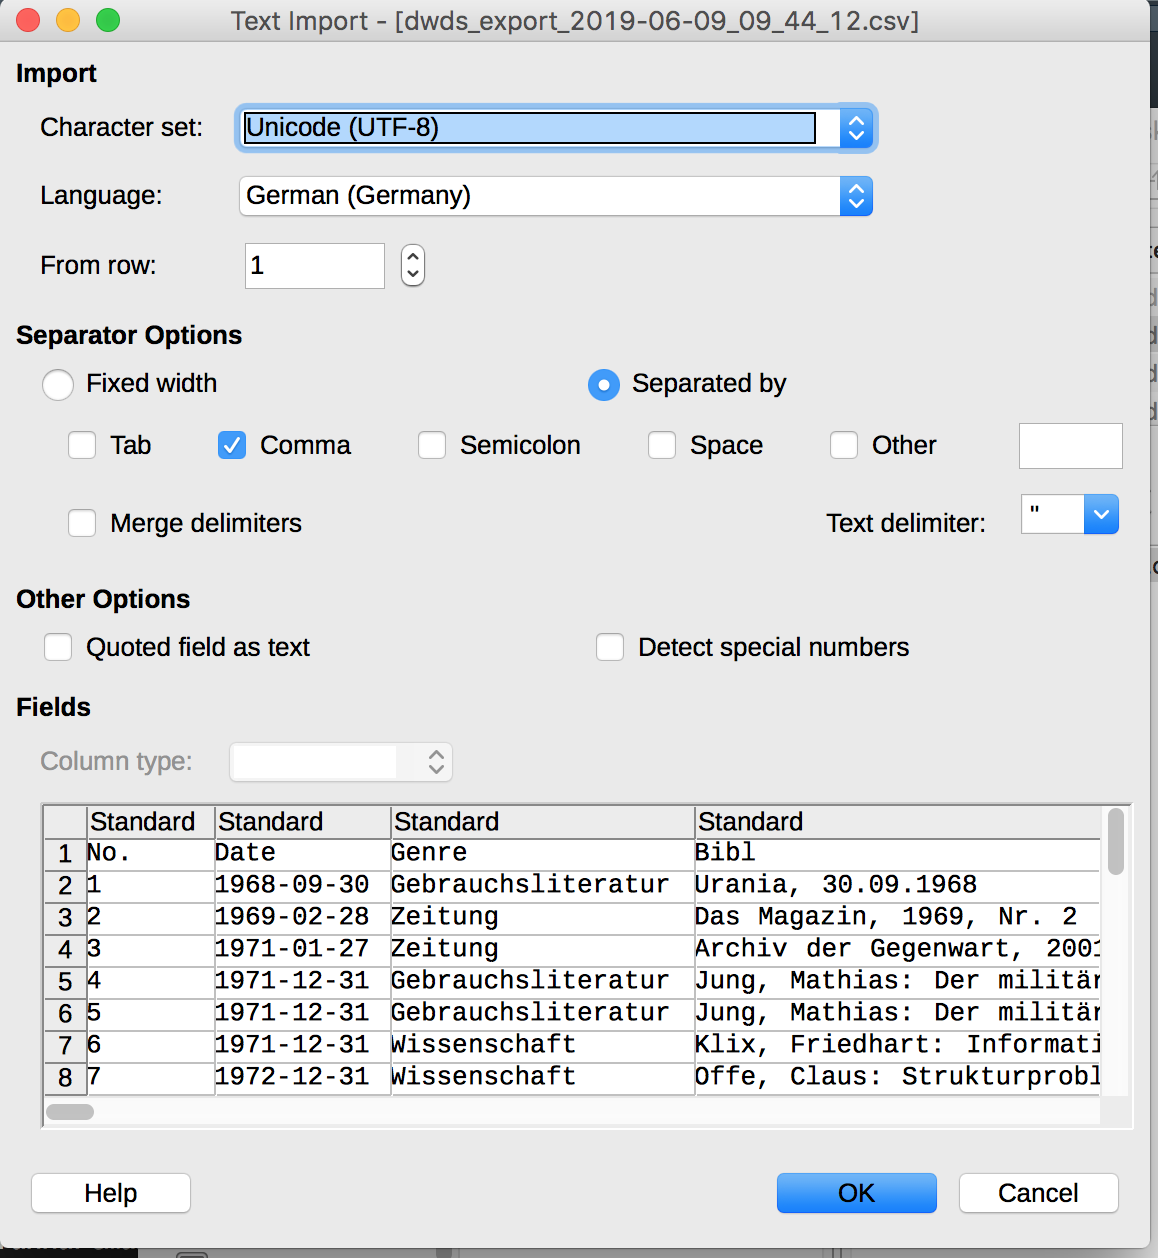 Text Import - [dwds_export_2019-06-09_09_44_12.csv]
Import
Character set: Unicode (UTF-8)
Language: German (Germany)
From row: 1
Separator Options
Fixed width Separated by
Tab Comma Semicolon Space Other
Merge delimiters Text delimiter: "
Other Options
Quoted field as text Detect special numbers
Fields
Column type:
Standard Standard Standard Standard
1 No. Date Genre Bibl
2 1 1968-09-30 Gebrauchsliteratur Urania, 30.09.1968
3 2 1969-02-28 Zeitung Das Magazin, 1969, Nr. 2
4 3 1971-01-27 Zeitung Archiv der Gegenwart, 2001
5 4 1971-12-31 Gebrauchsliteratur Jung, Mathias: Der militär
6 5 1971-12-31 Gebrauchsliteratur Jung, Mathias: Der militär
7 6 1971-12-31 Wissenschaft Klix, Friedhart: Informati
8 7 1972-12-31 Wissenschaft Offe, Claus: Strukturprobl
Help OK Cancel